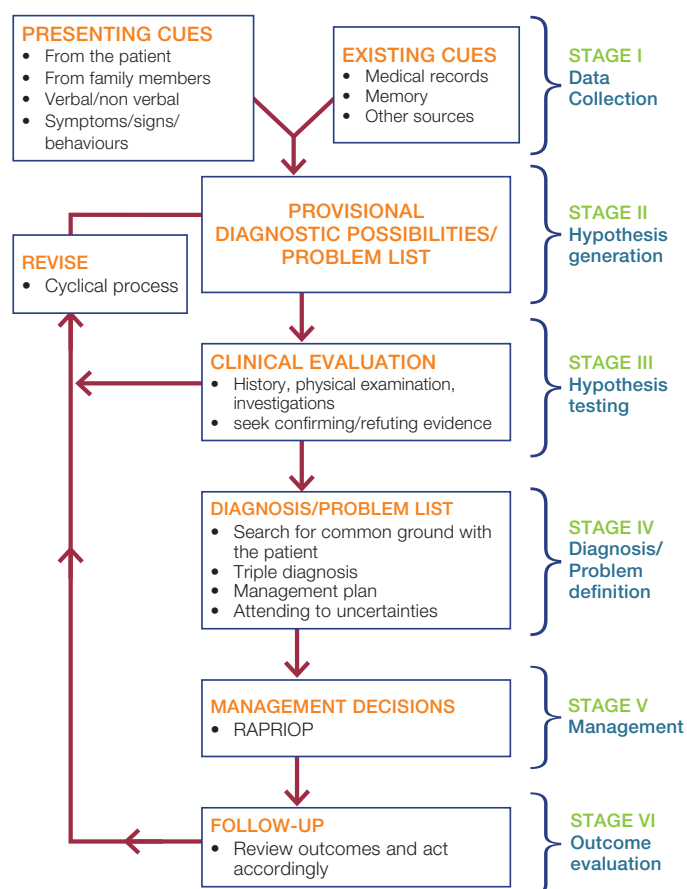 PRESENTING CUES
• From the patient
• From family members
• Verbal/non verbal
• Symptoms/signs/
behaviours
EXISTING CUES
• Medical records
• Memory
• Other sources
STAGE I
Data
Collection
PROVISIONAL
DIAGNOSTIC POSSIBILITIES/
PROBLEM LIST
STAGE II
Hypothesis
generation
REVISE
• Cyclical process
CLINICAL EVALUATION
• History, physical examination,
investigations
• seek confirming/refuting evidence
STAGE III
Hypothesis
testing
DIAGNOSIS/PROBLEM LIST
• Search for common ground with
the patient
• Triple diagnosis
• Management plan
• Attending to uncertainties
STAGE IV
Diagnosis/
Problem
definition
MANAGEMENT DECISIONS
• RAPRIOP
STAGE V
Management
FOLLOW-UP
• Review outcomes and act
accordingly
STAGE VI
Outcome
evaluation